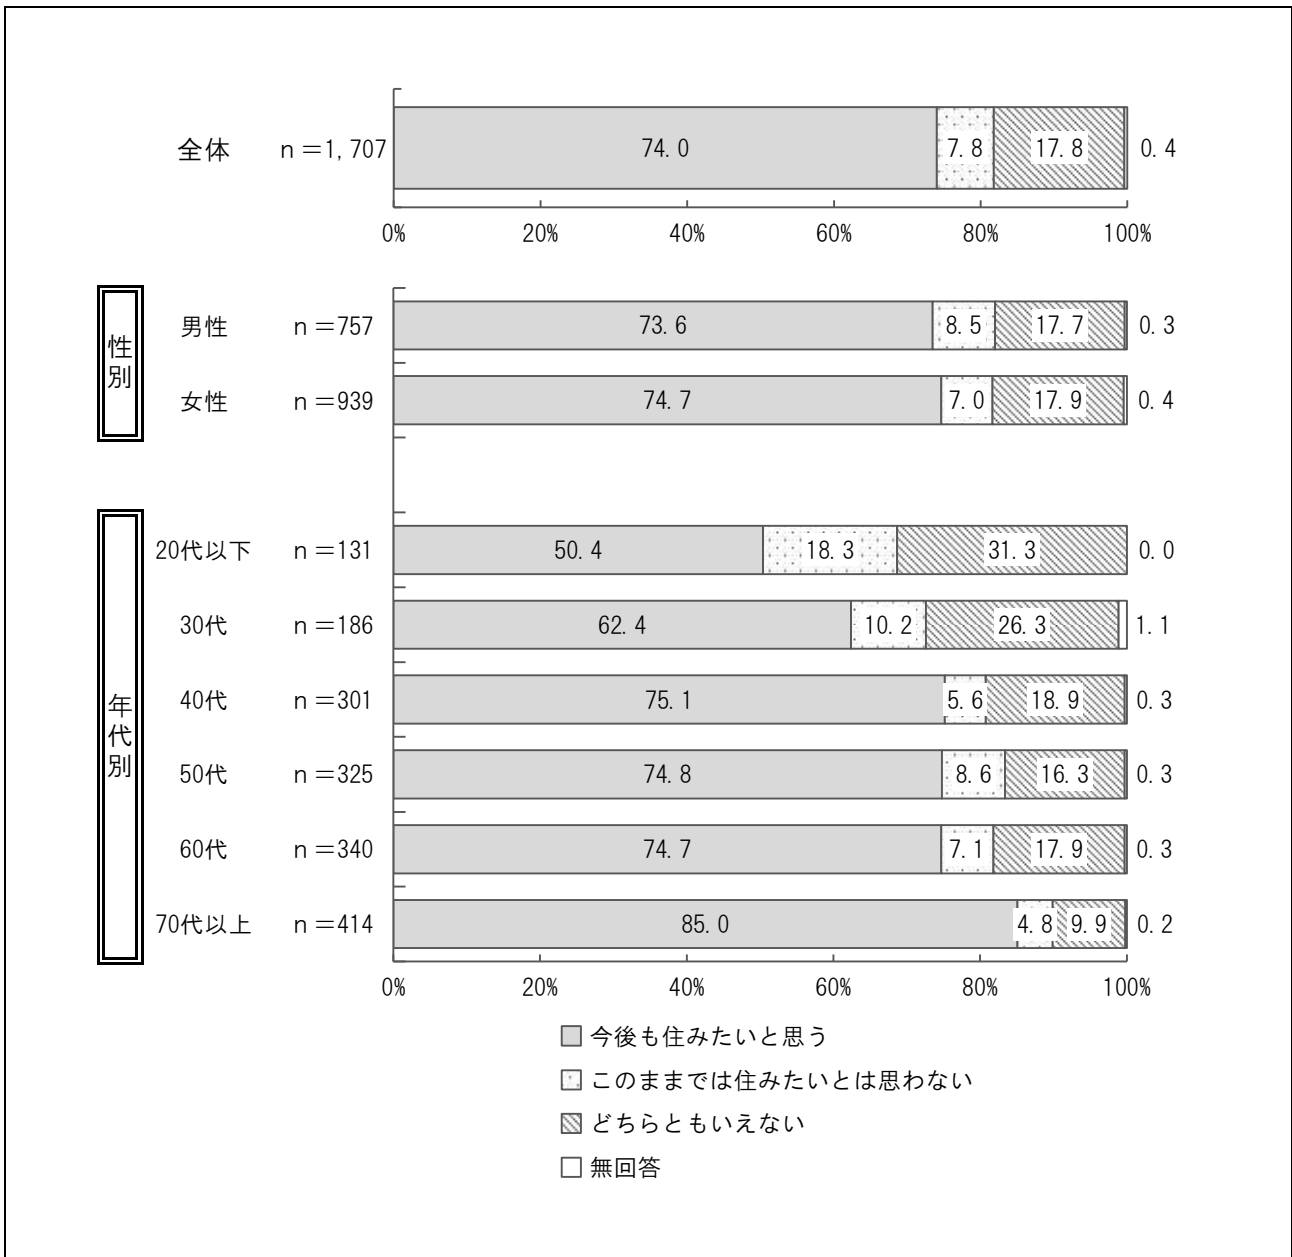 全体 n=1,707 74.0 7.8 17.8 0.4
0% 20% 40% 60% 80% 100%
性別
男性 n=757 73.6 8.5 17.7 0.3
女性 n=939 74.7 7.0 17.9 0.4
年代別
20代以下 n=131 50.4 18.3 31.3 0.0
30代 n=186 62.4 10.2 26.3 1.1
40代 n=301 75.1 5.6 18.9 0.3
50代 n=325 74.8 8.6 16.3 0.3
60代 n=340 74.7 7.1 17.9 0.3
70代以上 n=414 85.0 4.8 9.9 0.2
0% 20% 40% 60% 80% 100%
今後も住みたいと思う
このままでは住みたいとは思わない
どちらともいえない
無回答